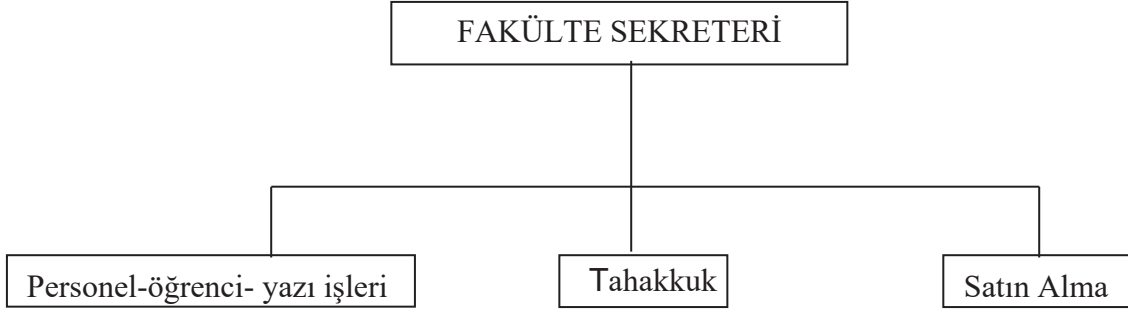 FAKÜLTE SEKRETERİ
Personel-öğrenci- yazı işleri
Tahakkuk
Satın Alma